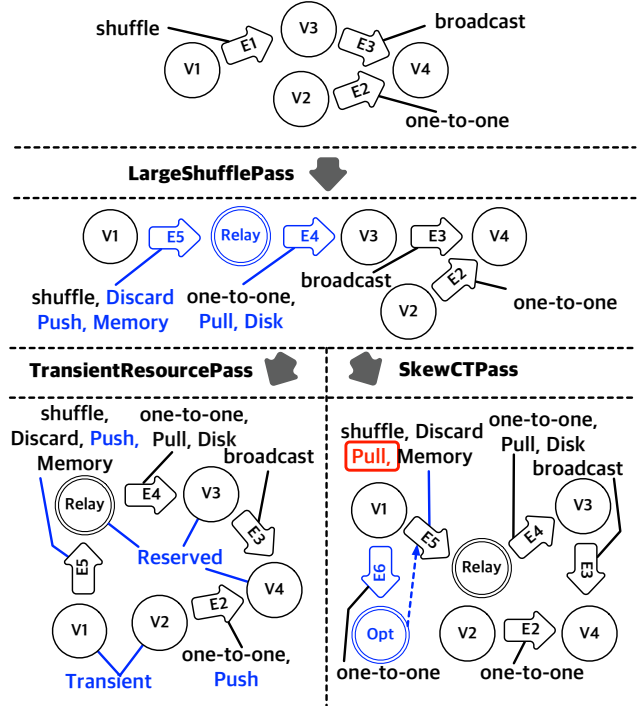 shuffle
broadcast
E1
V3
E3
V1
V4
V2
E2
one-to-one
LargeShufflePass
V1
E5
Relay
E4
V3
E3
V4
broadcast
E2
shuffle, Discard
Push, Memory
one-to-one,
Pull, Disk
V2
one-to-one
TransientResourcePass
shuffle,
Discard, Push,
Memory
one-to-one,
Pull, Disk
broadcast
Relay
E4
V3
E3
Reserved
E5
V4
V1
V2
E2
one-to-one,
Push
Transient
SkewCTPass
shuffle, Discard
Pull, Memory
one-to-one,
Pull, Disk
broadcast
V1
E5
Relay
E4
V3
E6
E3
Opt
V2
E2
V4
one-to-one
one-to-one